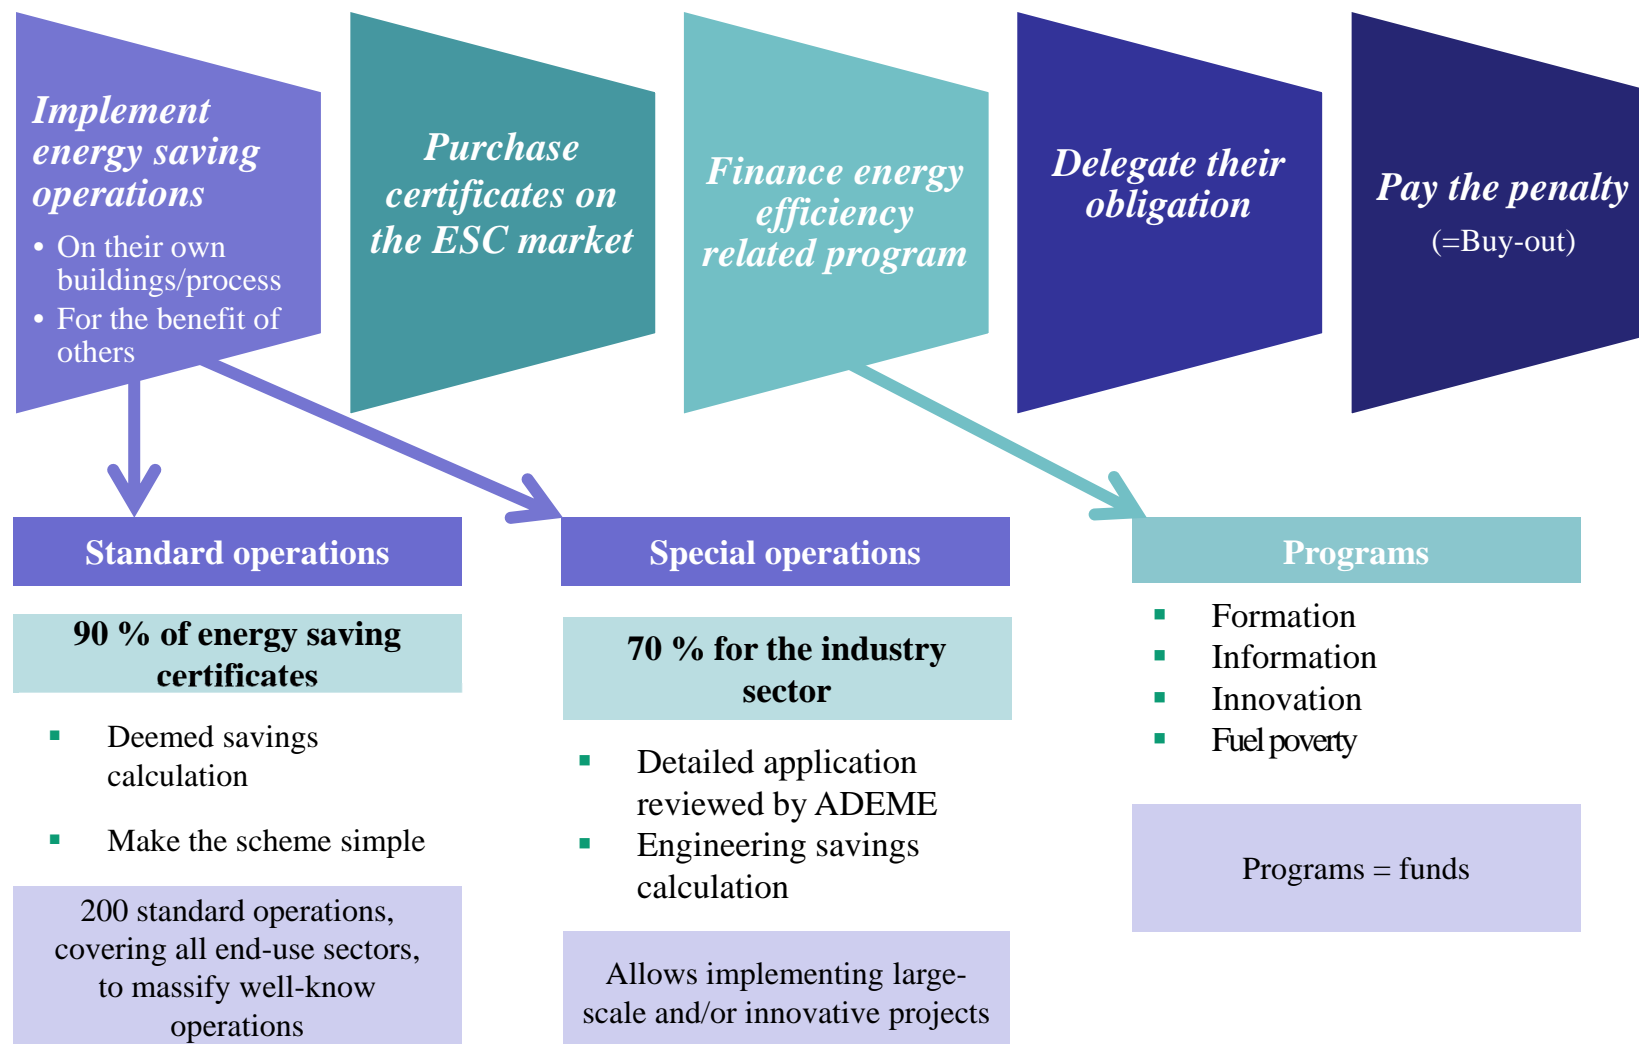 Implement
energy saving
operations
• On their own
buildings/process
• For the benefit of
others
Purchase
certificates on
the ESC market
Finance energy
efficiency
related program
Delegate their
obligation
Pay the penalty
(=Buy-out)
Standard operations
90 % of energy saving
certificates
▪ Deemed savings
calculation
▪ Make the scheme simple
200 standard operations,
covering all end-use sectors,
to massify well-know
operations
Special operations
70 % for the industry
sector
▪ Detailed application
reviewed by ADEME
▪ Engineering savings
calculation
Allows implementing large-
scale and/or innovative projects
Programs
▪ Formation
▪ Information
▪ Innovation
▪ Fuel poverty
Programs = funds